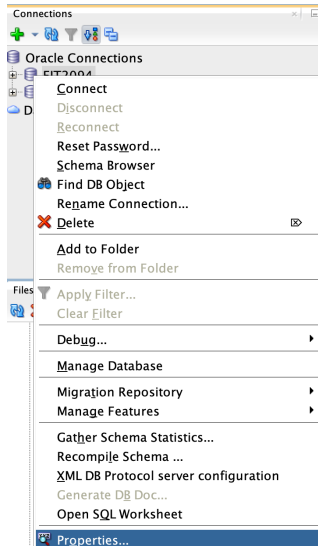 Connections
Oracle Connections
FIT2094
D
Connect
Disconnect
Reconnect
Reset Password...
Schema Browser
Find DB Object
Rename Connection...
Delete
Add to Folder
Remove from Folder
Files
Apply Filter...
Clear Filter
Debug...
Manage Database
Migration Repository
Manage Features
Gather Schema Statistics...
Recompile Schema ...
XML DB Protocol server configuration
Generate DB Doc...
Open SQL Worksheet
Properties...